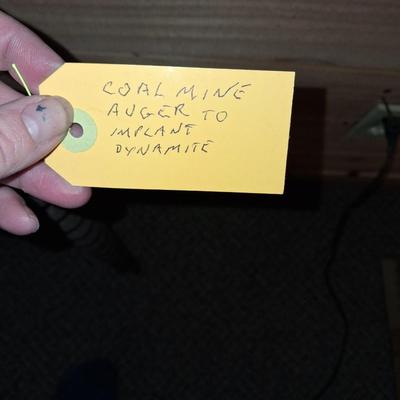 COAL MINE
AUGER TO
IMPLANT
DYNAMITE